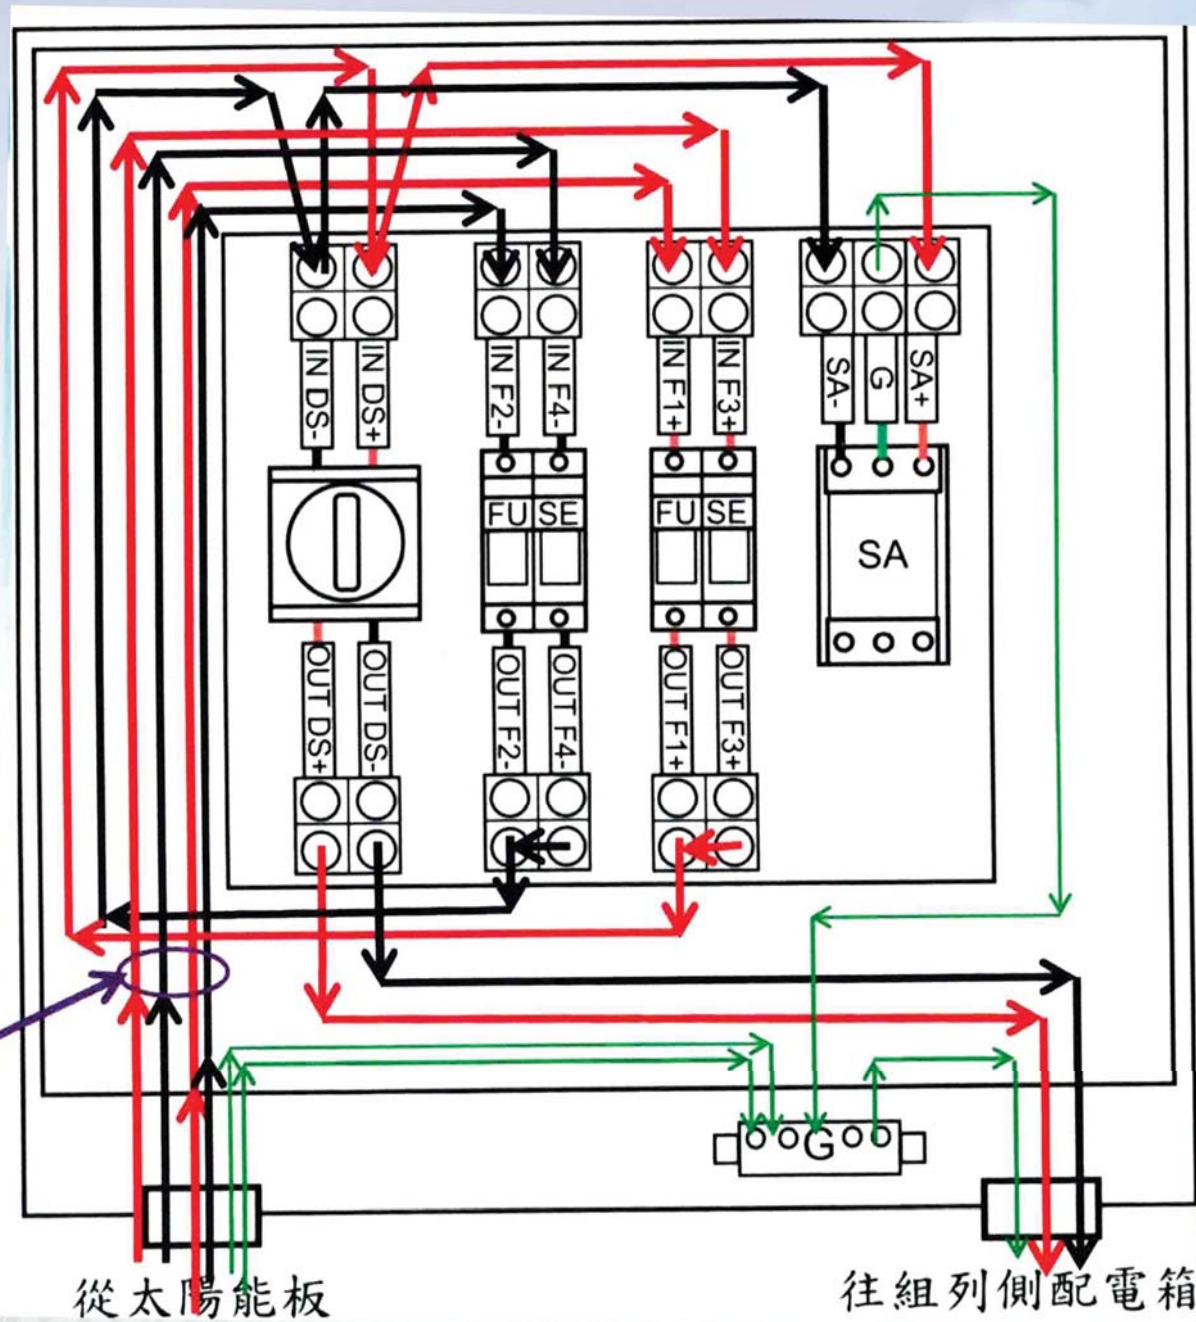 IN DS- IN DS+ IN F2- IN F4- IN F1+ IN F3+ SA- G SA+
FU SE FU SE SA
OUT DS+ OUT DS- OUT F2- OUT F4- OUT F1+ OUT F3+
G
從太陽能板 往組列側配電箱